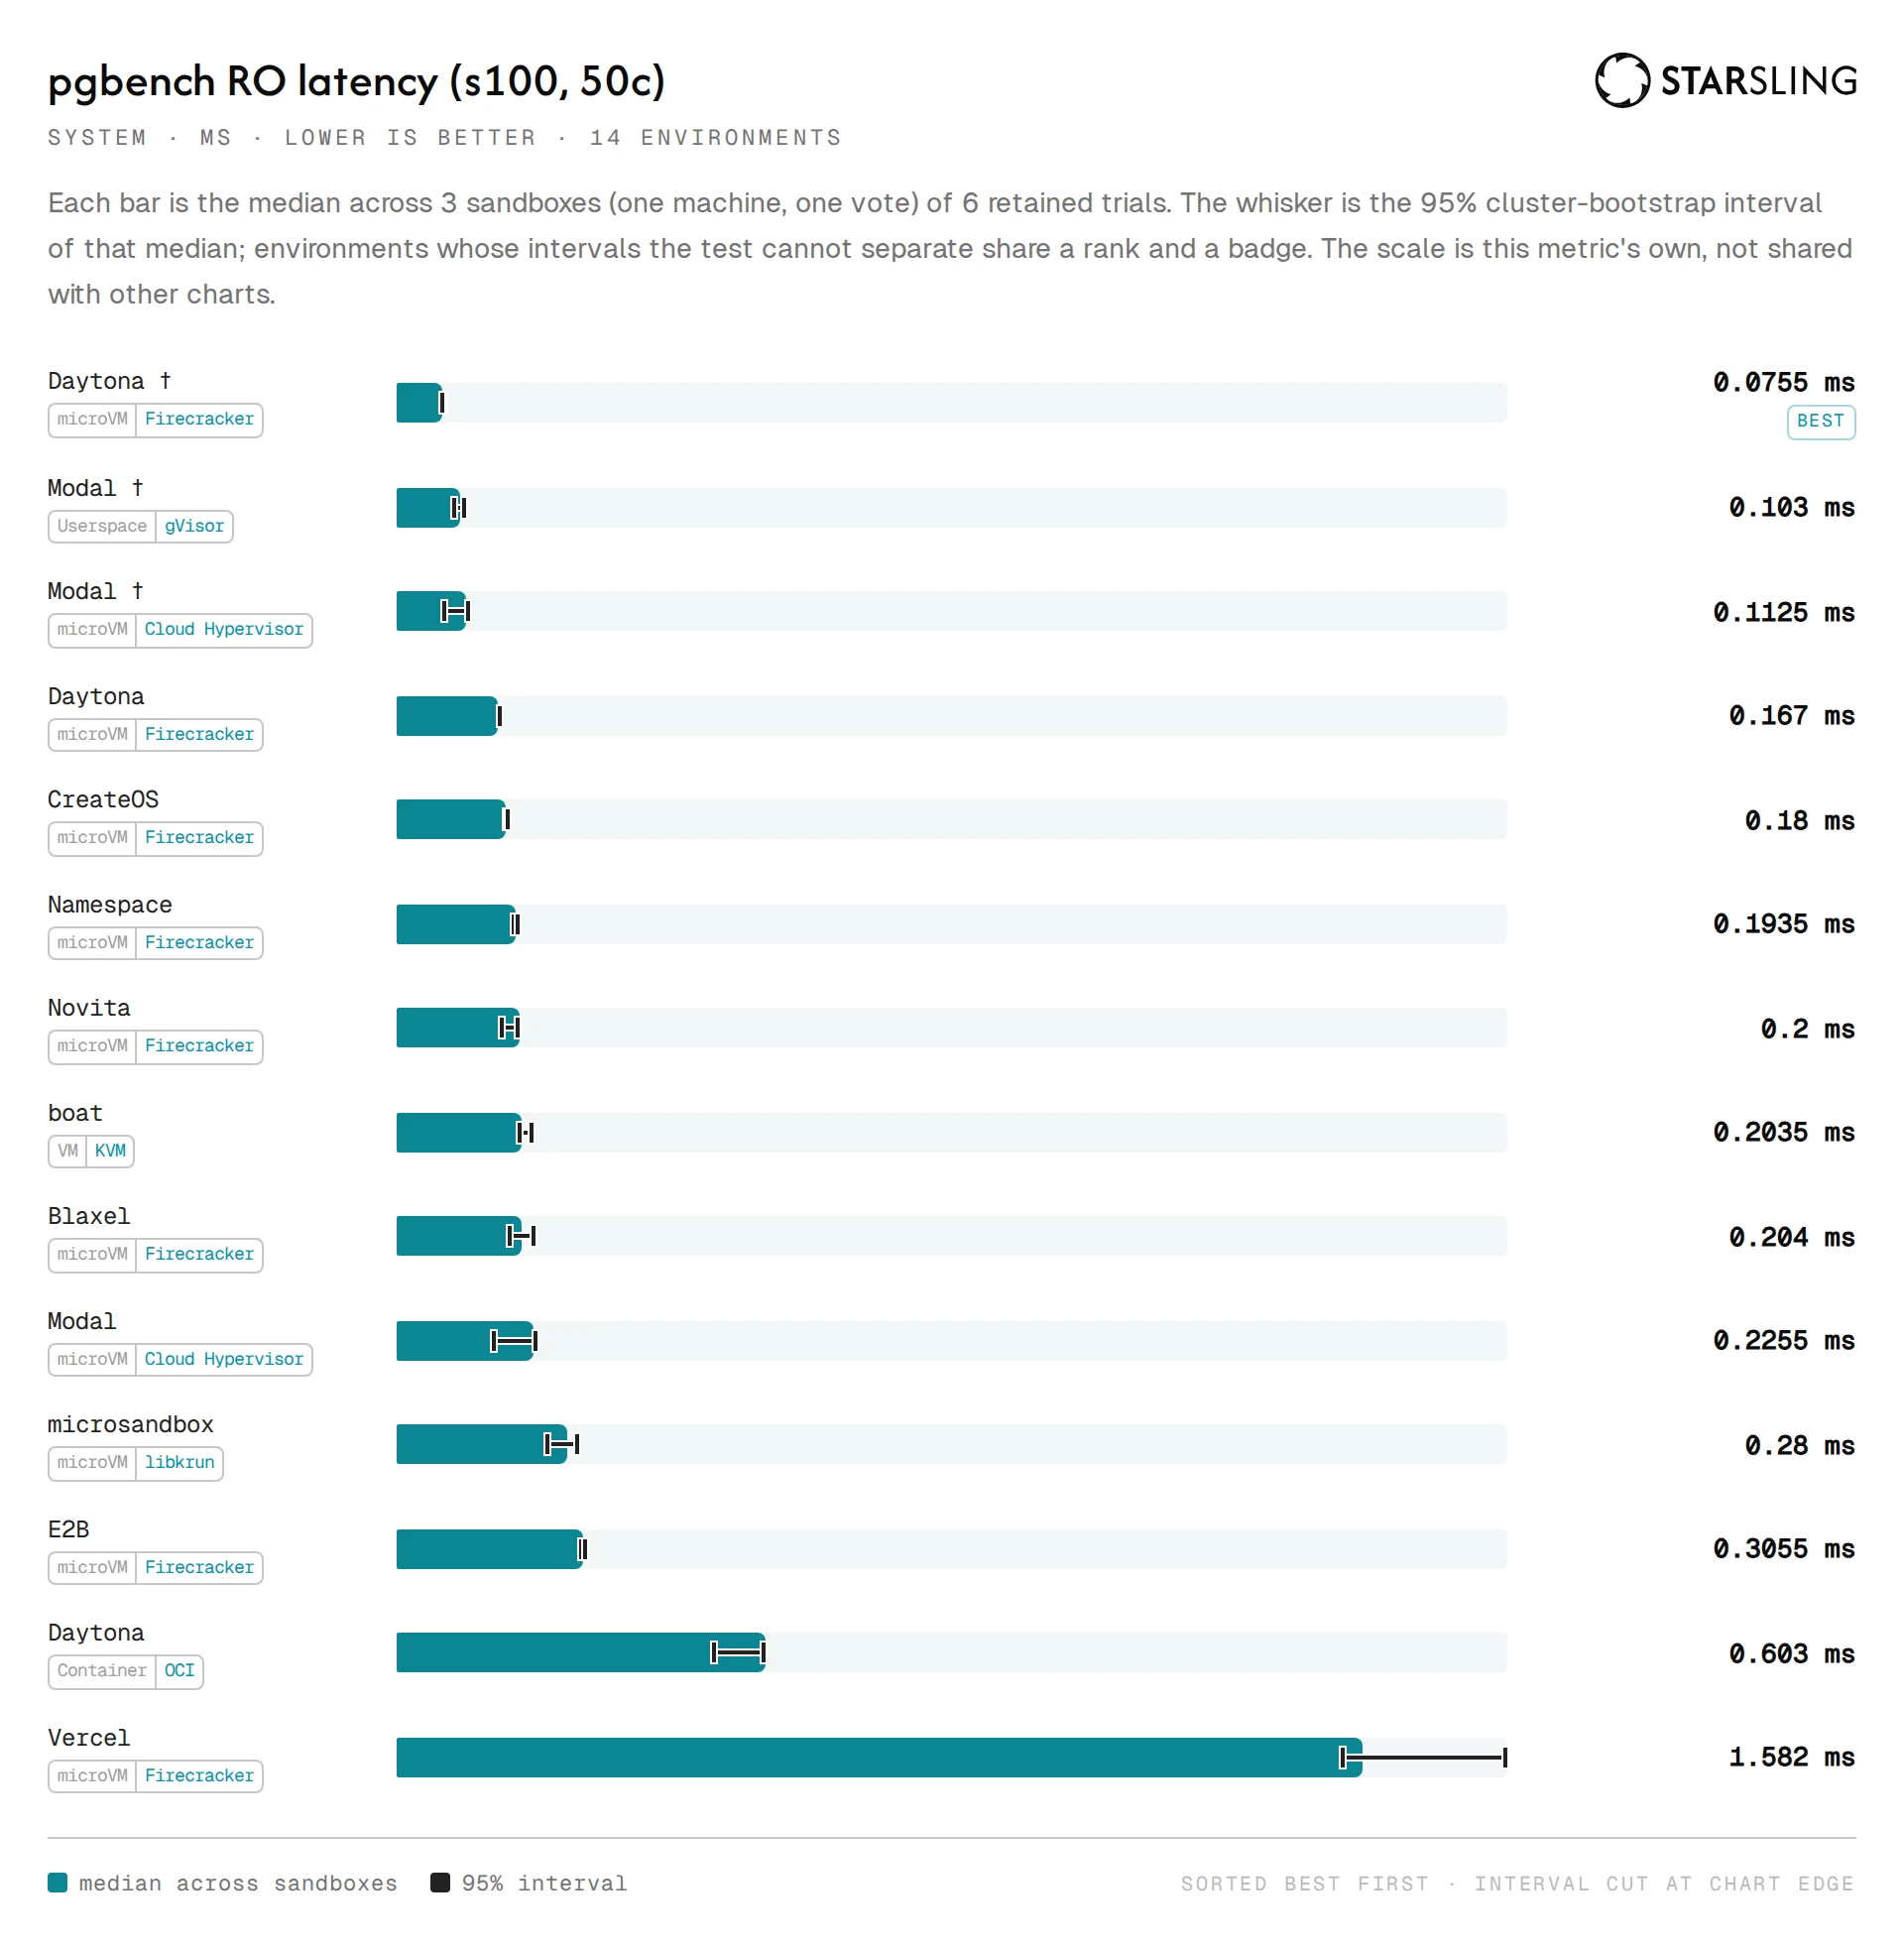 pgbench RO latency (s100, 50c)
STARSLING
SYSTEM · MS · LOWER IS BETTER · 14 ENVIRONMENTS
Each bar is the median across 3 sandboxes (one machine, one vote) of 6 retained trials. The whisker is the 95% cluster-bootstrap interval
of that median; environments whose intervals the test cannot separate share a rank and a badge. The scale is this metric's own, not shared
with other charts.
Daytona †
microVM Firecracker
0.0755 ms
BEST
Modal †
Userspace gVisor
0.103 ms
Modal †
microVM Cloud Hypervisor
0.1125 ms
Daytona
microVM Firecracker
0.167 ms
CreateOS
microVM Firecracker
0.18 ms
Namespace
microVM Firecracker
0.1935 ms
Novita
microVM Firecracker
0.2 ms
boat
VM KVM
0.2035 ms
Blaxel
microVM Firecracker
0.204 ms
Modal
microVM Cloud Hypervisor
0.2255 ms
microsandbox
microVM libkrun
0.28 ms
E2B
microVM Firecracker
0.3055 ms
Daytona
Container OCI
0.603 ms
Vercel
microVM Firecracker
1.582 ms
median across sandboxes 95% interval
SORTED BEST FIRST · INTERVAL CUT AT CHART EDGE